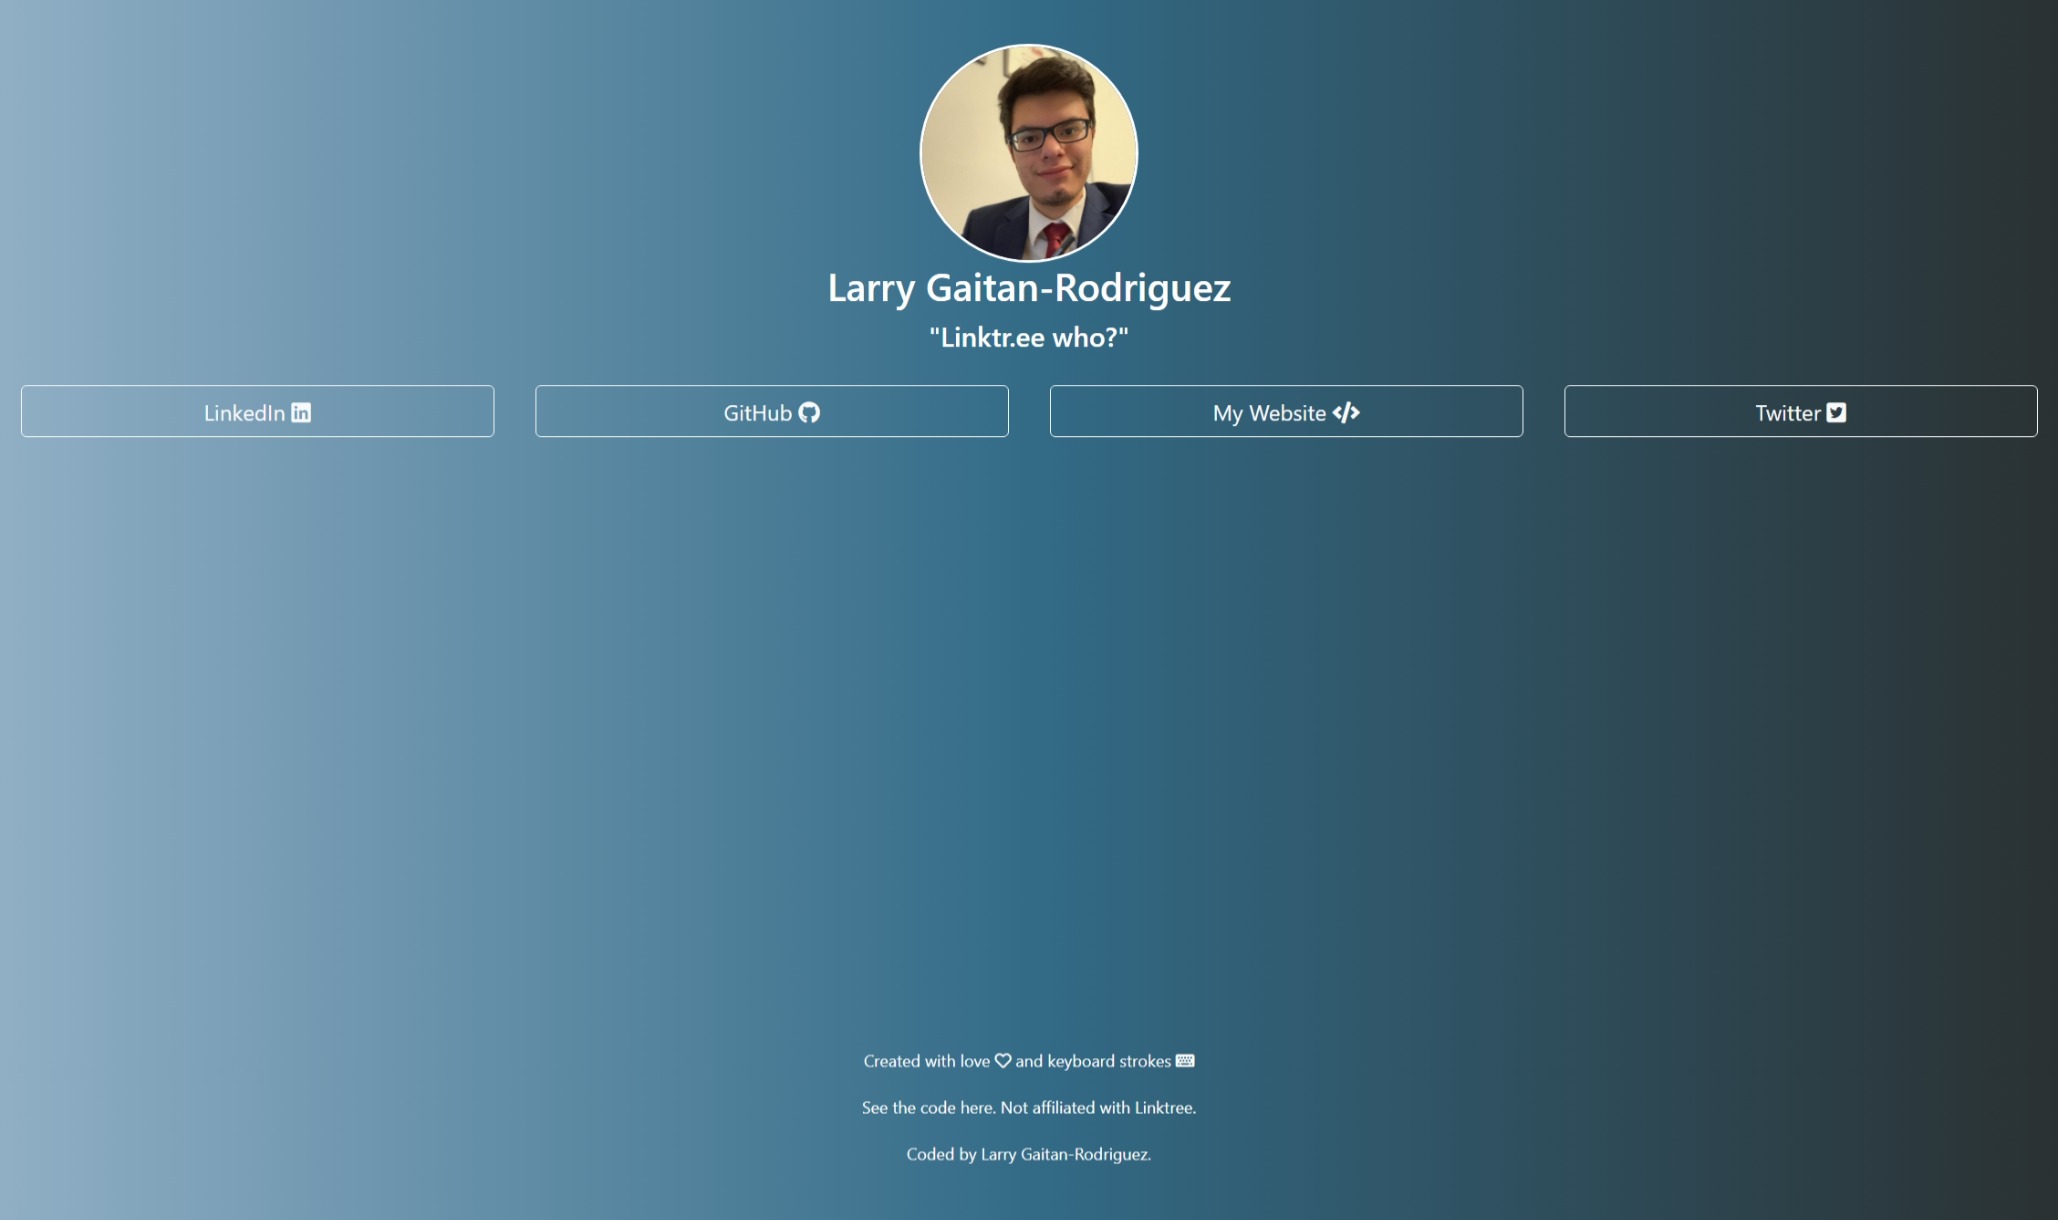 Larry Gaitan-Rodriguez
"Linktr.ee who?"
LinkedIn
GitHub
My Website
Twitter
Created with love and keyboard strokes
See the code here. Not affiliated with Linktree.
Coded by Larry Gaitan-Rodriguez.